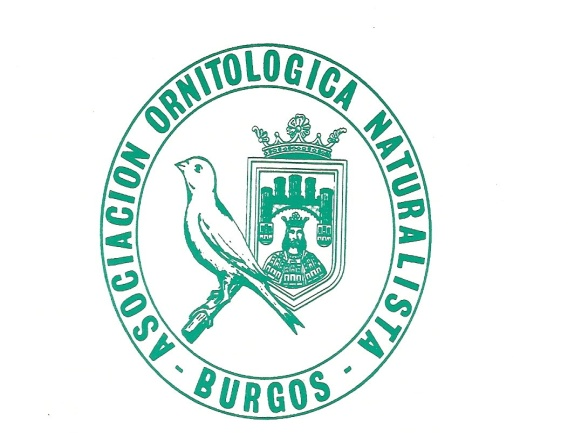 ASOCIACION ORNITOLOGICA NATURALISTA
- BURGOS -